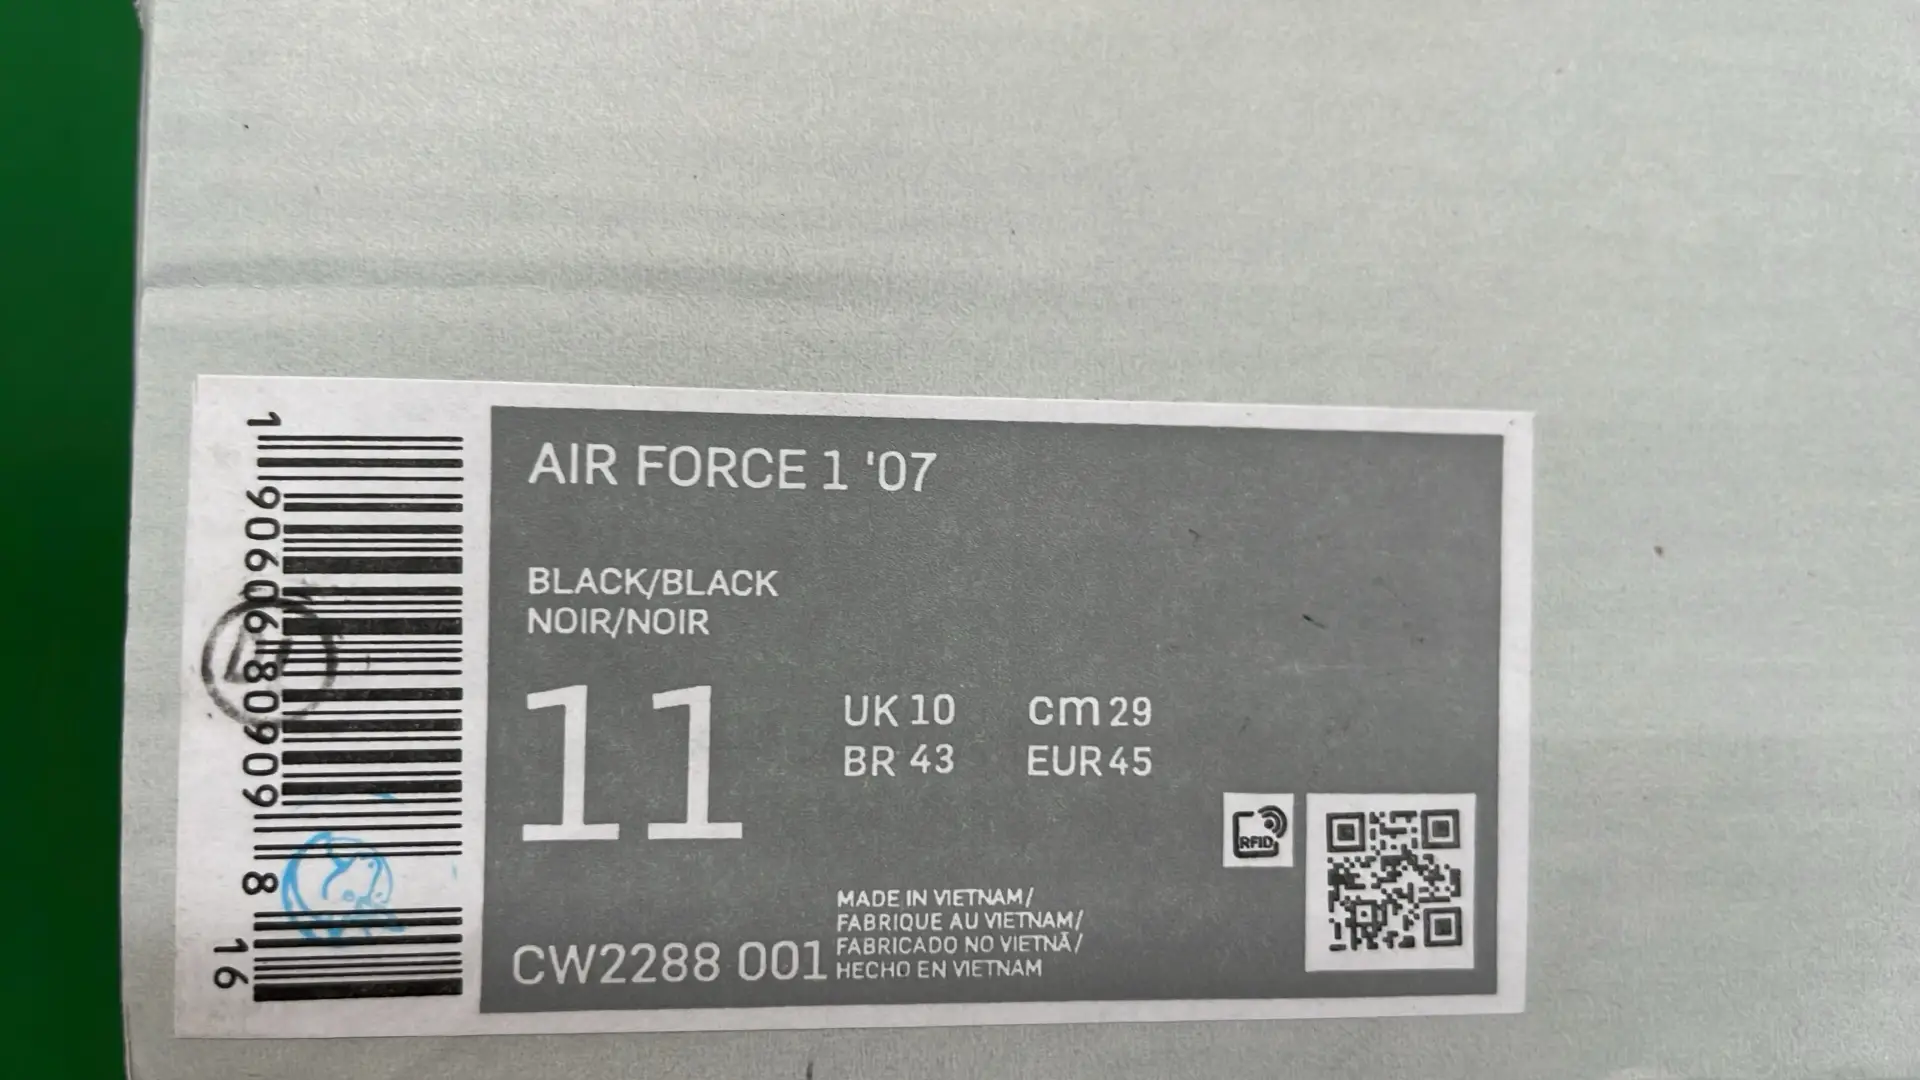 AIR FORCE 1 '07
BLACK/BLACK
NOIR/NOIR
11
UK 10 cm 29
BR 43 EUR 45
MADE IN VIETNAM/
FABRIQUE AU VIETNAM/
FABRICADO NO VIETNÃ/
HECHO EN VIETNAM
CW2288 001
RFID
1 90606 80909 8
16